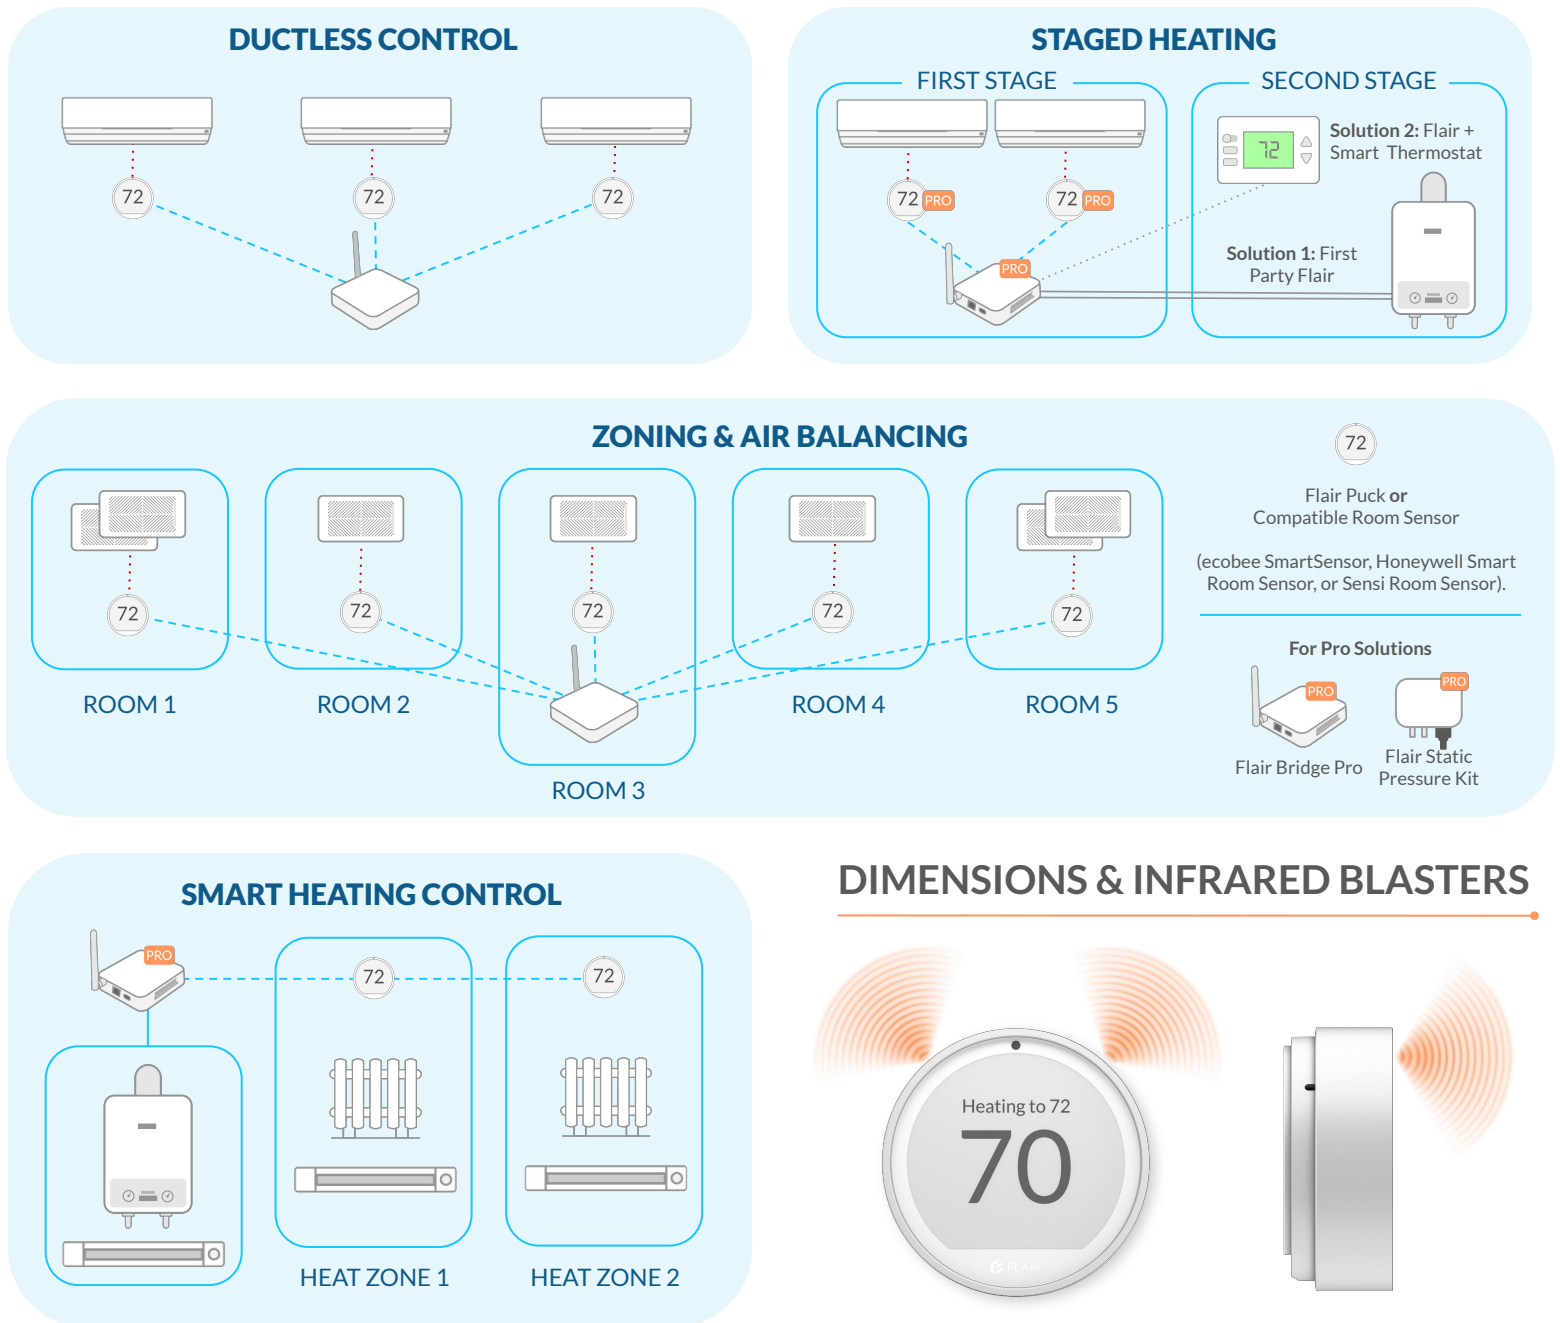 DUCTLESS CONTROL
72
72
72
STAGED HEATING
FIRST STAGE
SECOND STAGE
72
Solution 2: Flair +
Smart Thermostat
72
PRO
72
PRO
PRO
Solution 1: First
Party Flair
ZONING & AIR BALANCING
72
72
72
72
72
ROOM 1
ROOM 2
ROOM 3
ROOM 4
ROOM 5
72
Flair Puck or
Compatible Room Sensor
(ecobee SmartSensor, Honeywell Smart
Room Sensor, or Sensi Room Sensor).
For Pro Solutions
PRO
PRO
Flair Bridge Pro
Flair Static
Pressure Kit
SMART HEATING CONTROL
PRO
72
72
HEAT ZONE 1
HEAT ZONE 2
DIMENSIONS & INFRARED BLASTERS
Heating to 72
70
FLAIR